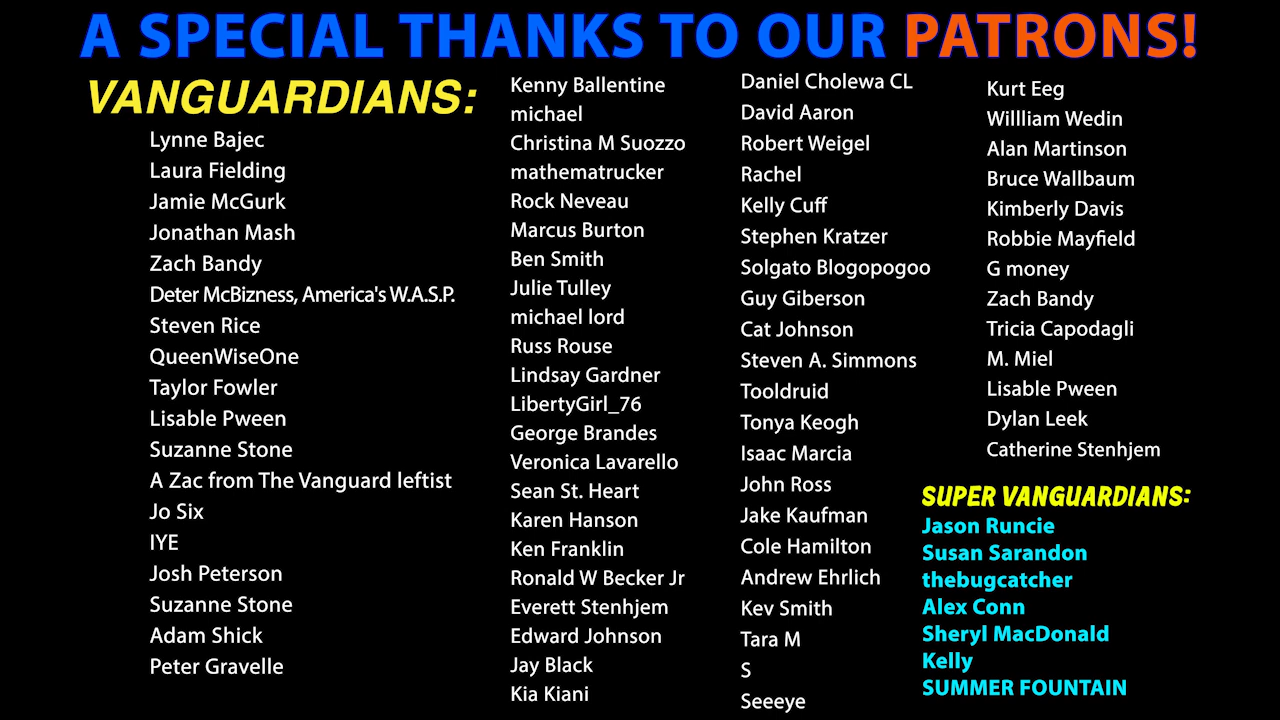 A SPECIAL THANKS TO OUR PATRONS!
VANGUARDIANS:
Lynne Bajec
Laura Fielding
Jamie McGurk
Jonathan Mash
Zach Bandy
Deter McBizness, America's W.A.S.P.
Steven Rice
QueenWiseOne
Taylor Fowler
Lisable Pween
Suzanne Stone
A Zac from The Vanguard leftist
Jo Six
IYE
Josh Peterson
Suzanne Stone
Adam Shick
Peter Gravelle
Kenny Ballentine
michael
Christina M Suozzo
mathematrucker
Rock Neveau
Marcus Burton
Ben Smith
Julie Tulley
michael lord
Russ Rouse
Lindsay Gardner
LibertyGirl_76
George Brandes
Veronica Lavarello
Sean St. Heart
Karen Hanson
Ken Franklin
Ronald W Becker Jr
Everett Stenhjem
Edward Johnson
Jay Black
Kia Kiani
Daniel Cholewa CL
David Aaron
Robert Weigel
Rachel
Kelly Cuff
Stephen Kratzer
Solgato Blogopogoo
Guy Giberson
Cat Johnson
Steven A. Simmons
Tooldruid
Tonya Keogh
Isaac Marcia
John Ross
Jake Kaufman
Cole Hamilton
Andrew Ehrlich
Kev Smith
Tara M
S
Seeeye
Kurt Eeg
Willliam Wedin
Alan Martinson
Bruce Wallbaum
Kimberly Davis
Robbie Mayfield
G money
Zach Bandy
Tricia Capodagli
M. Miel
Lisable Pween
Dylan Leek
Catherine Stenhjem
SUPER VANGUARDIANS:
Jason Runcie
Susan Sarandon
thebugcatcher
Alex Conn
Sheryl MacDonald
Kelly
SUMMER FOUNTAIN